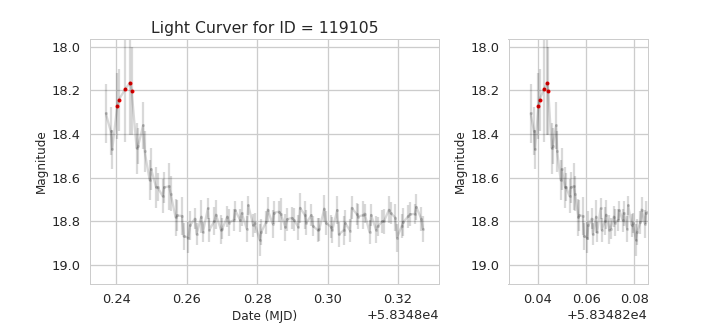 Light Curver for ID = 119105
Magnitude
18.0
18.2
18.4
18.6
18.8
19.0
0.24 0.26 0.28 0.30 0.32
Date (MJD)
+5.8348e4
Magnitude
18.0
18.2
18.4
18.6
18.8
19.0
0.04 0.06 0.08
+5.83482e4